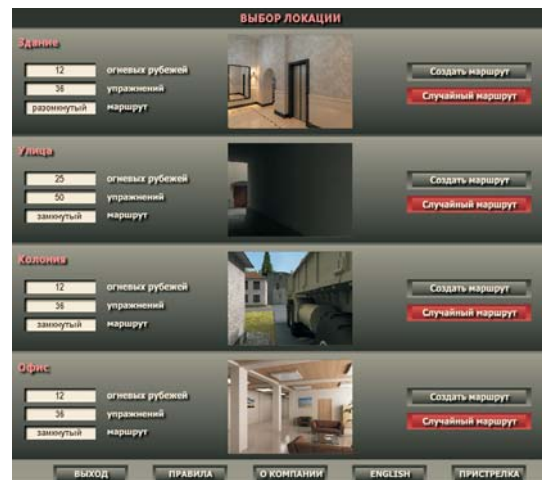 ВЫБОР ЛОКАЦИИ
Здание
12 огневых рубежей
36 упражнений
разомкнутый маршрут
Создать маршрут
Случайный маршрут
Улица
25 огневых рубежей
50 упражнений
замкнутый маршрут
Создать маршрут
Случайный маршрут
Колония
12 огневых рубежей
36 упражнений
замкнутый маршрут
Создать маршрут
Случайный маршрут
Офис
12 огневых рубежей
36 упражнений
замкнутый маршрут
Создать маршрут
Случайный маршрут
ВЫХОД ПРАВИЛА О КОМПАНИИ ENGLISH ПРИСТРЕЛКА